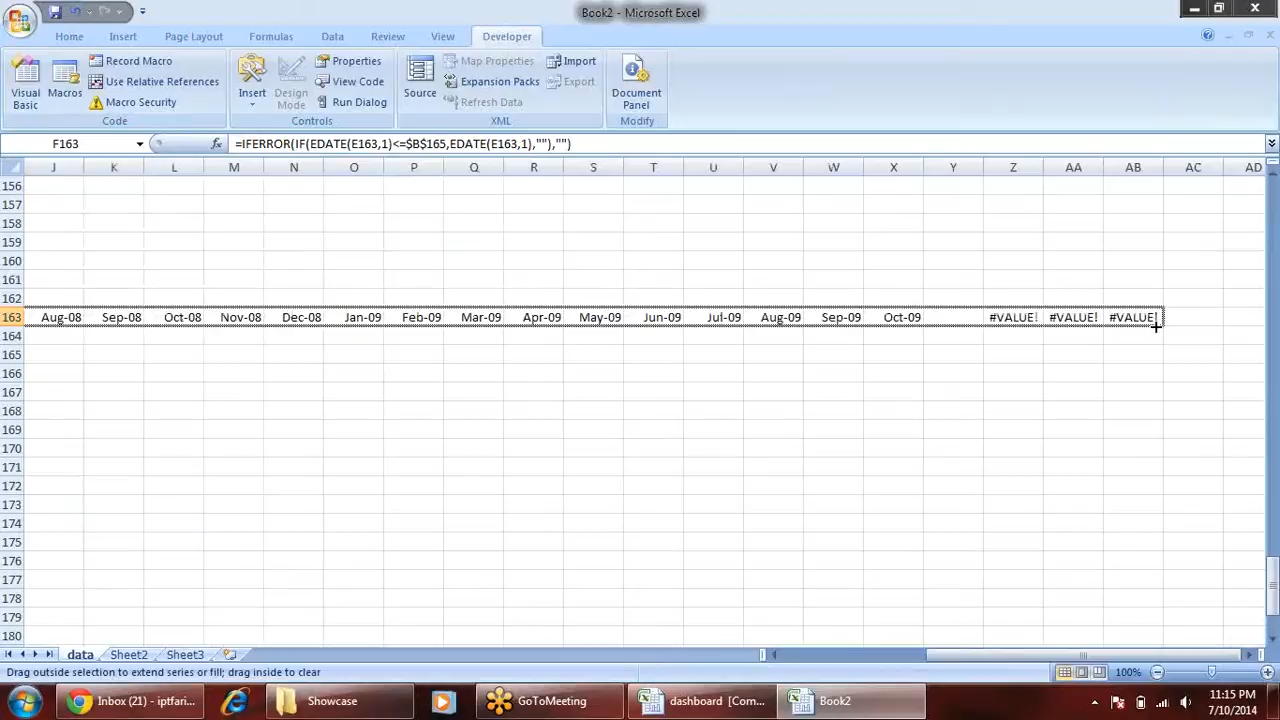 Book2 - Microsoft Excel
Home Insert Page Layout Formulas Data Review View Developer
Visual Basic
Macros
Record Macro
Use Relative References
Macro Security
Code
Insert
Design Mode
Properties
View Code
Run Dialog
Controls
Source
Map Properties
Expansion Packs
Refresh Data
Import
Export
XML
Document Panel
Modify
F163 fx =IFERROR(IF(EDATE(E163,1)<=$B$165,EDATE(E163,1),""),"")
J K L M N O P Q R S T U V W X Y Z AA AB AC AD
156
157
158
159
160
161
162
163 Aug-08 Sep-08 Oct-08 Nov-08 Dec-08 Jan-09 Feb-09 Mar-09 Apr-09 May-09 Jun-09 Jul-09 Aug-09 Sep-09 Oct-09 #VALUE! #VALUE! #VALUE!
164
165
166
167
168
169
170
171
172
173
174
175
176
177
178
179
180
data Sheet2 Sheet3
Drag outside selection to extend series or fill; drag inside to clear 100%
Inbox (21) - iptfari... Showcase GoToMeeting dashboard [Com... Book2
11:15 PM
7/10/2014